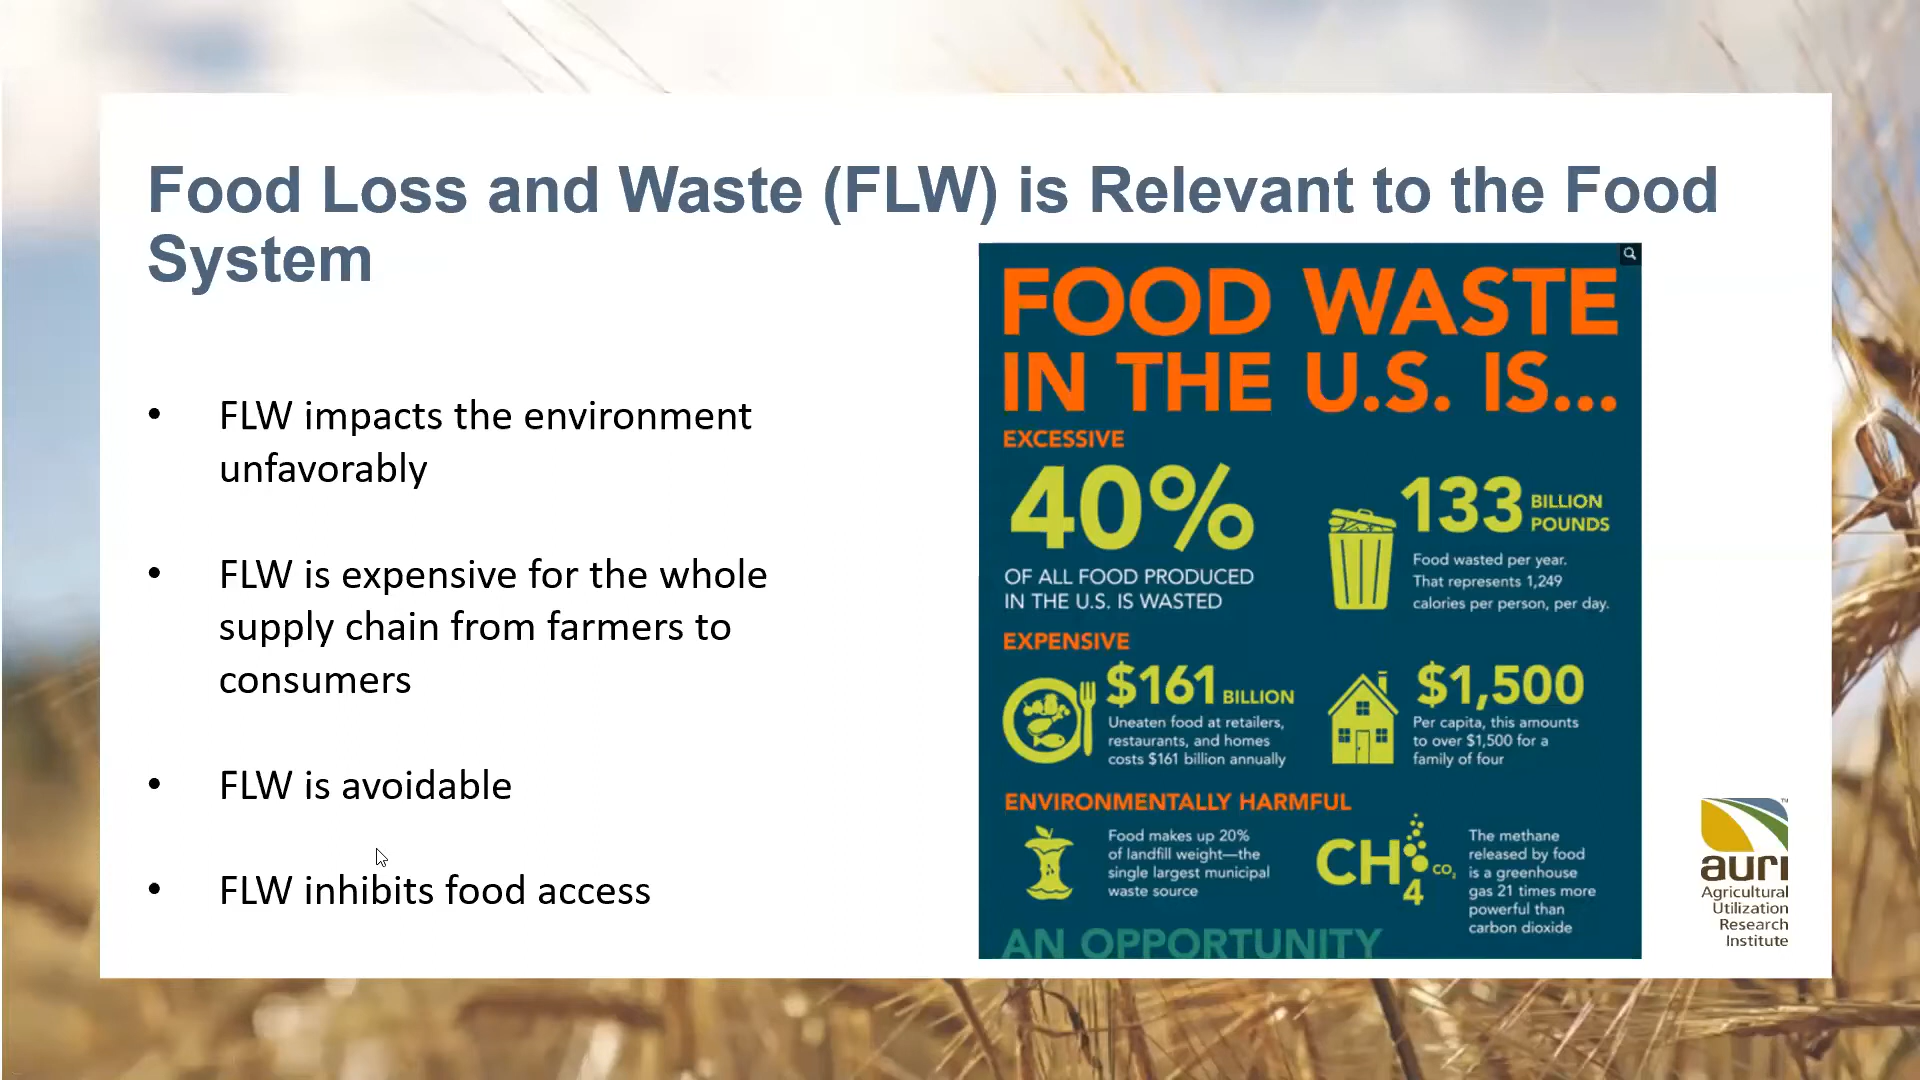 Food Loss and Waste (FLW) is Relevant to the Food
System
• FLW impacts the environment
unfavorably
• FLW is expensive for the whole
supply chain from farmers to
consumers
• FLW is avoidable
• FLW inhibits food access
FOOD WASTE
IN THE U.S. IS...
EXCESSIVE
40%
OF ALL FOOD PRODUCED
IN THE U.S. IS WASTED
133 BILLION
POUNDS
Food wasted per year.
That represents 1,249
calories per person, per day.
EXPENSIVE
$161 BILLION
Uneaten food at retailers,
restaurants, and homes
costs $161 billion annually
$1,500
Per capita, this amounts
to over $1,500 for a
family of four
ENVIRONMENTALLY HARMFUL
Food makes up 20%
of landfill weight—the
single largest municipal
waste source
CH4
CO2
The methane
released by food
is a greenhouse
gas 21 times more
powerful than
carbon dioxide
AN OPPORTUNITY
auri
TM
Agricultural
Utilization
Research
Institute